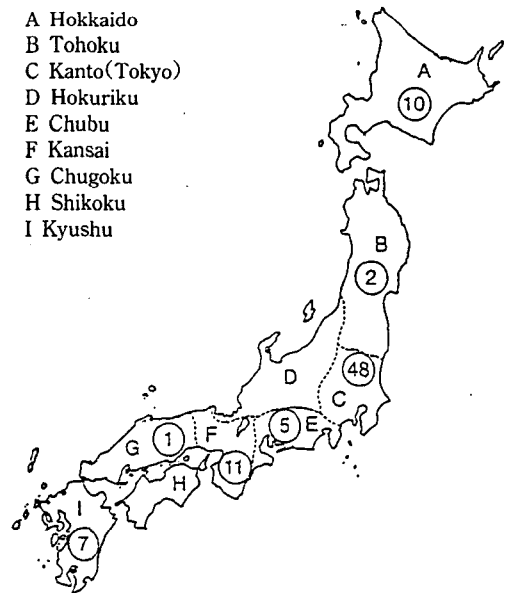 A Hokkaido
B Tohoku
C Kanto(Tokyo)
D Hokuriku
E Chubu
F Kansai
G Chugoku
H Shikoku
I Kyushu
A
10
B
2
48
D
C
5 E
1 F
G
11
H
I
7